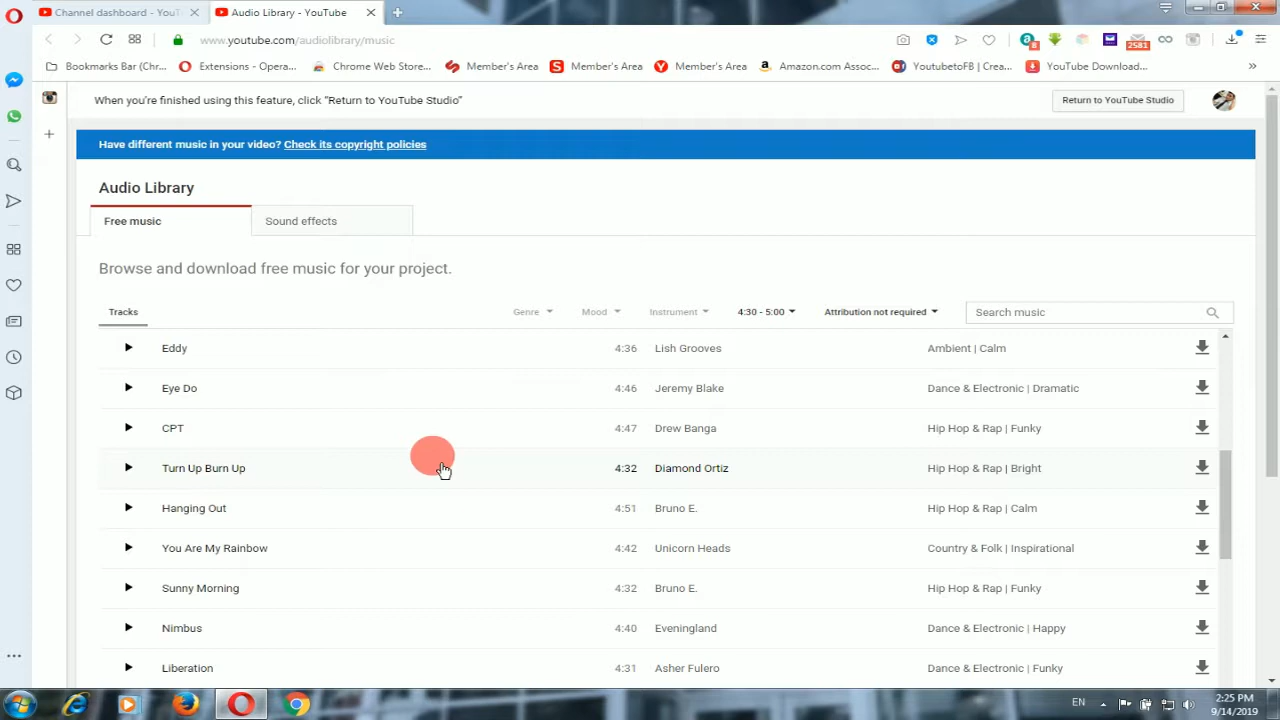 Channel dashboard - YouT
Audio Library - YouTube
www.youtube.com/audiolibrary/music
8
2581
Bookmarks Bar (Chr...
Extensions - Opera...
Chrome Web Store...
Member's Area
Member's Area
Member's Area
Amazon.com Assoc...
YoutubetoFB | Crea...
YouTube Download...
When you're finished using this feature, click "Return to YouTube Studio"
Return to YouTube Studio
Have different music in your video? Check its copyright policies
Audio Library
Free music
Sound effects
Browse and download free music for your project.
Tracks
Genre
Mood
Instrument
4:30 - 5:00
Attribution not required
Search music
Eddy 4:36 Lish Grooves Ambient | Calm
Eye Do 4:46 Jeremy Blake Dance & Electronic | Dramatic
CPT 4:47 Drew Banga Hip Hop & Rap | Funky
Turn Up Burn Up 4:32 Diamond Ortiz Hip Hop & Rap | Bright
Hanging Out 4:51 Bruno E. Hip Hop & Rap | Calm
You Are My Rainbow 4:42 Unicorn Heads Country & Folk | Inspirational
Sunny Morning 4:32 Bruno E. Hip Hop & Rap | Funky
Nimbus 4:40 Eveningland Dance & Electronic | Happy
Liberation 4:31 Asher Fulero Dance & Electronic | Funky
EN
2:25 PM
9/14/2019